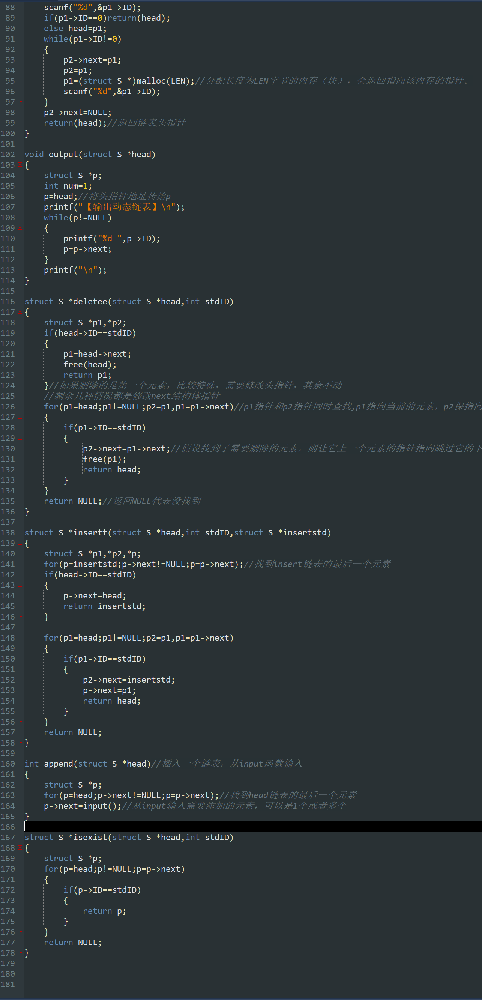 88 scanf("%d",&p1->ID);
89 if(p1->ID==0)return(head);
90 else head=p1;
91 while(p1->ID!=0)
92 {
93 p2->next=p1;
94 p2=p1;
95 p1=(struct S *)malloc(LEN);//分配长度为LEN字节的内存（块），会返回指向该内存的指针。
96 scanf("%d",&p1->ID);
97 }
98 p2->next=NULL;
99 return(head);//返回链表头指针
100 }
101
102 void output(struct S *head)
103 {
104 struct S *p;
105 int num=1;
106 p=head;//将头指针地址传给p
107 printf("【输出动态链表】\n");
108 while(p!=NULL)
109 {
110 printf("%d ",p->ID);
111 p=p->next;
112 }
113 printf("\n");
114 }
115
116 struct S *deletee(struct S *head,int stdID)
117 {
118 struct S *p1,*p2;
119 if(head->ID==stdID)
120 {
121 p1=head->next;
122 free(head);
123 return p1;
124 }//如果删除的是第一个元素，比较特殊，需要修改头指针，其余不动
125 //剩余几种情况都是修改next结构体指针
126 for(p1=head;p1!=NULL;p2=p1,p1=p1->next)//p1指针和p2指针同时查找,p1指向当前的元素，p2保指向
127 {
128 if(p1->ID==stdID)
129 {
130 p2->next=p1->next;//假设找到了需要删除的元素，则让它上一个元素的指针指向跳过它的下
131 free(p1);
132 return head;
133 }
134 }
135 return NULL;//返回NULL代表没找到
136 }
137
138 struct S *insertt(struct S *head,int stdID,struct S *insertstd)
139 {
140 struct S *p1,*p2,*p;
141 for(p=insertstd;p->next!=NULL;p=p->next);//找到insert链表的最后一个元素
142 if(head->ID==stdID)
143 {
144 p->next=head;
145 return insertstd;
146 }
147
148 for(p1=head;p1!=NULL;p2=p1,p1=p1->next)
149 {
150 if(p1->ID==stdID)
151 {
152 p2->next=insertstd;
153 p->next=p1;
154 return head;
155 }
156 }
157 return NULL;
158 }
159
160 int append(struct S *head)//插入一个链表，从input函数输入
161 {
162 struct S *p;
163 for(p=head;p->next!=NULL;p=p->next);//找到head链表的最后一个元素
164 p->next=input();//从input输入需要添加的元素，可以是1个或者多个
165 }
166
167 struct S *isexist(struct S *head,int stdID)
168 {
169 struct S *p;
170 for(p=head;p!=NULL;p=p->next)
171 {
172 if(p->ID==stdID)
173 {
174 return p;
175 }
176 }
177 return NULL;
178 }
179
180
181